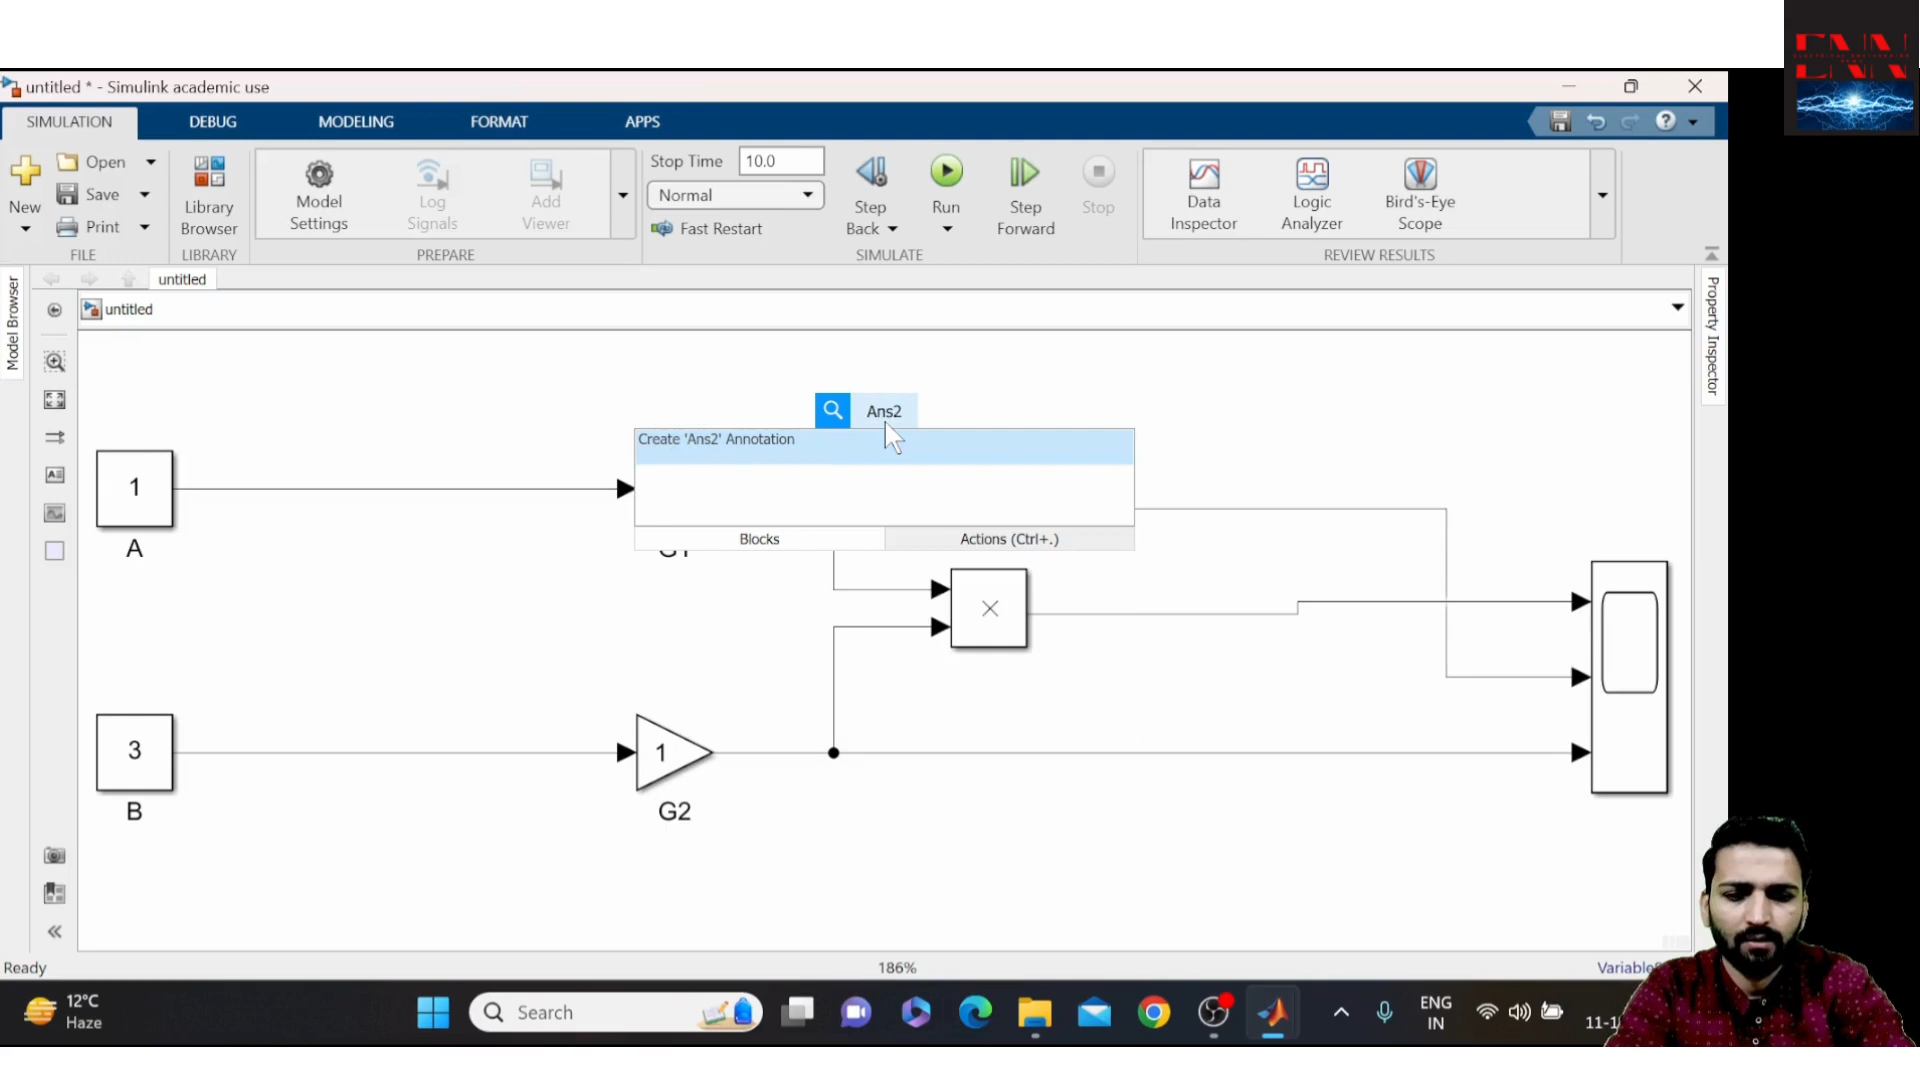 ENN
untitled * - Simulink academic use
SIMULATION DEBUG MODELING FORMAT APPS
New
Open
Save
Print
FILE
Library Browser
LIBRARY
Model Settings
Log Signals
Add Viewer
PREPARE
Stop Time 10.0
Normal
Fast Restart
Step Back
Run
Step Forward
Stop
SIMULATE
Data Inspector
Logic Analyzer
Bird's-Eye Scope
REVIEW RESULTS
Model Browser
untitled
untitled
Property Inspector
Ans2
Create 'Ans2' Annotation
Blocks Actions (Ctrl+.)
1
A
×
3
B
1
G2
Ready 186%
12°C
Haze
Search
ENG
IN